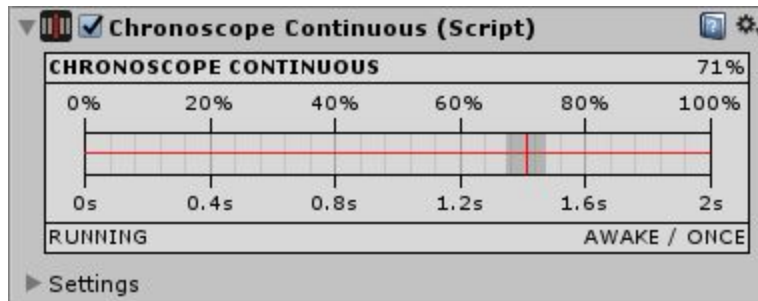 Chronoscope Continuous (Script)
CHRONOSCOPE CONTINUOUS 71%
0% 20% 40% 60% 80% 100%
0s 0.4s 0.8s 1.2s 1.6s 2s
RUNNING AWAKE / ONCE
Settings